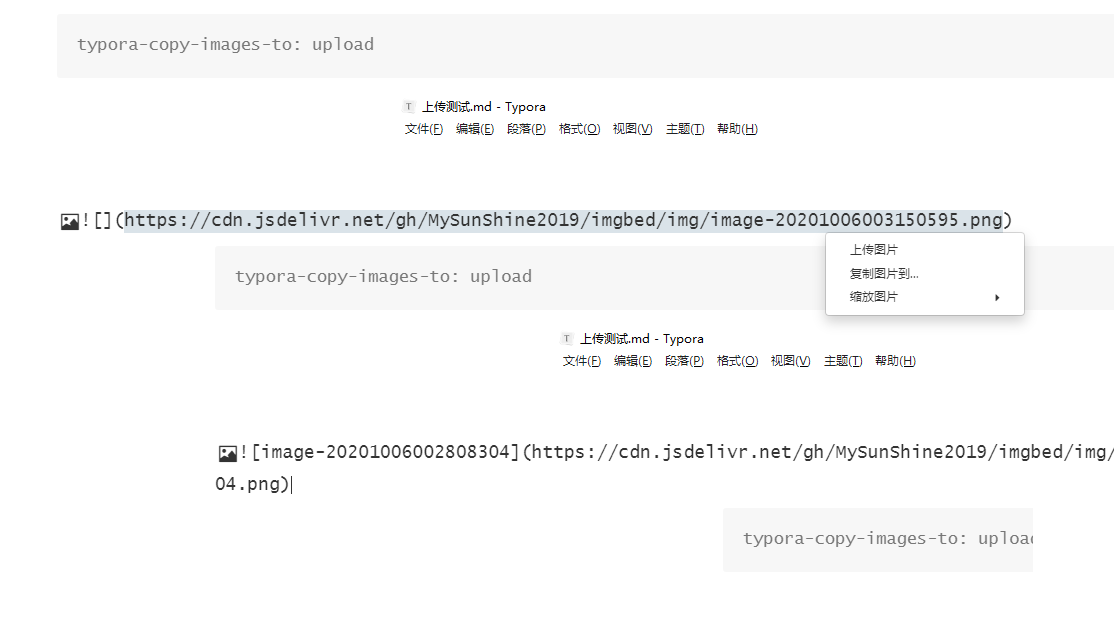 typora-copy-images-to: upload
上传测试.md - Typora
文件(F) 编辑(E) 段落(P) 格式(O) 视图(V) 主题(T) 帮助(H)
![](https://cdn.jsdelivr.net/gh/MySunShine2019/imgbed/img/image-20201006003150595.png)
上传图片
复制图片到...
缩放图片
typora-copy-images-to: upload
上传测试.md - Typora
文件(F) 编辑(E) 段落(P) 格式(O) 视图(V) 主题(T) 帮助(H)
![image-20201006002808304](https://cdn.jsdelivr.net/gh/MySunShine2019/imgbed/img/
04.png)
typora-copy-images-to: upload